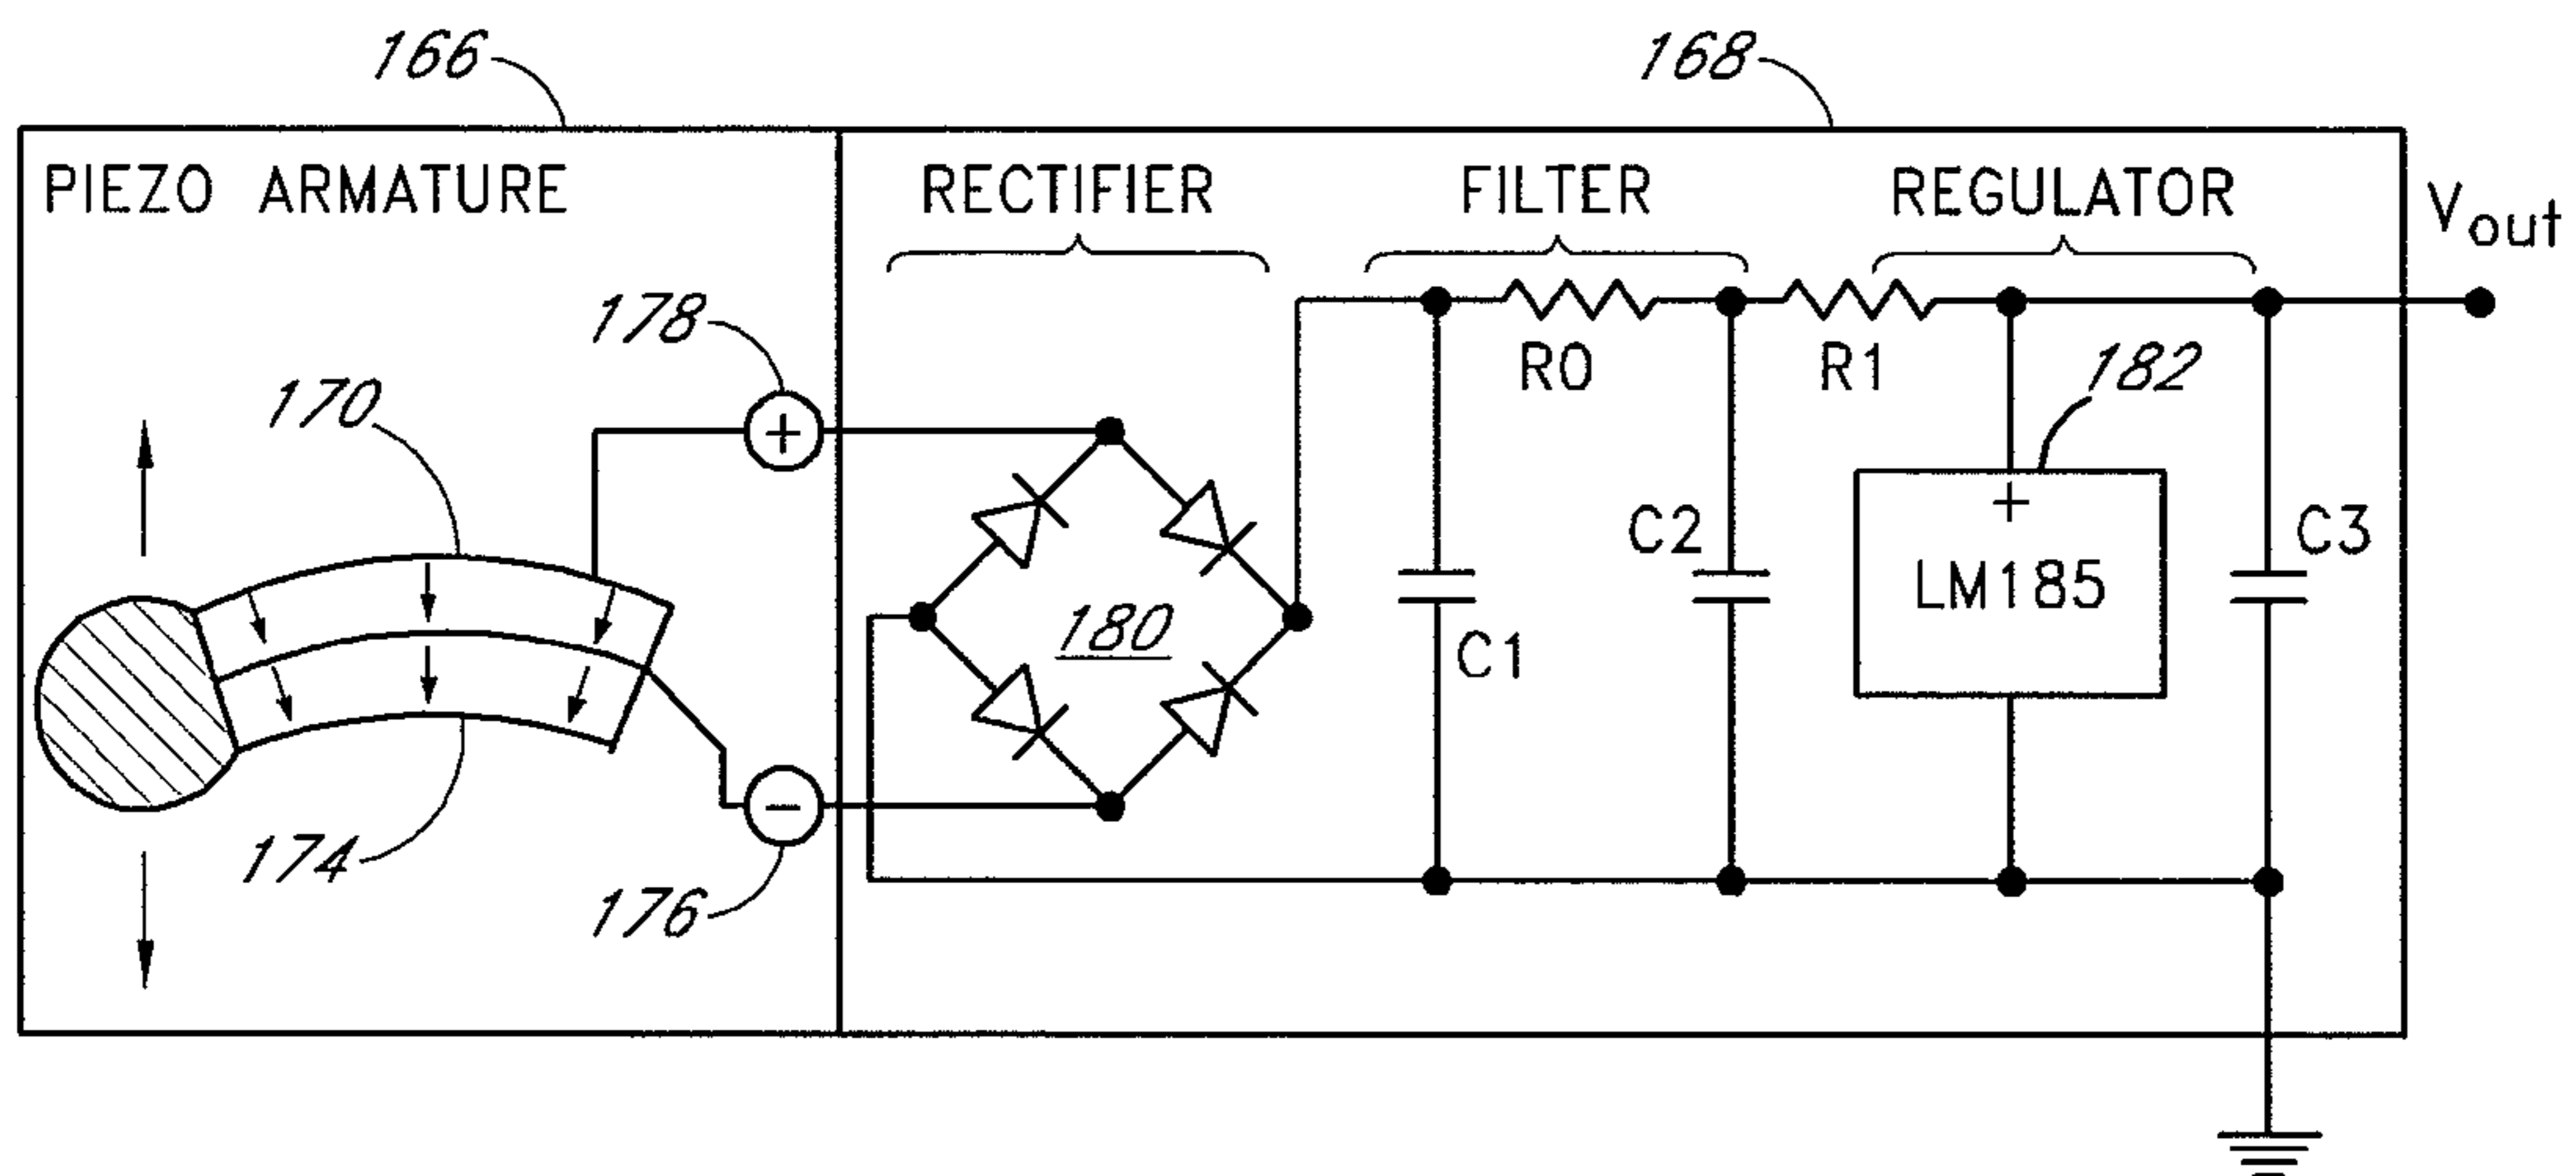 166
168
PIEZO ARMATURE
RECTIFIER
FILTER
REGULATOR
Vout
178
170
+
R0
R1
182
+
LM185
C1
C2
C3
180
174
−
176